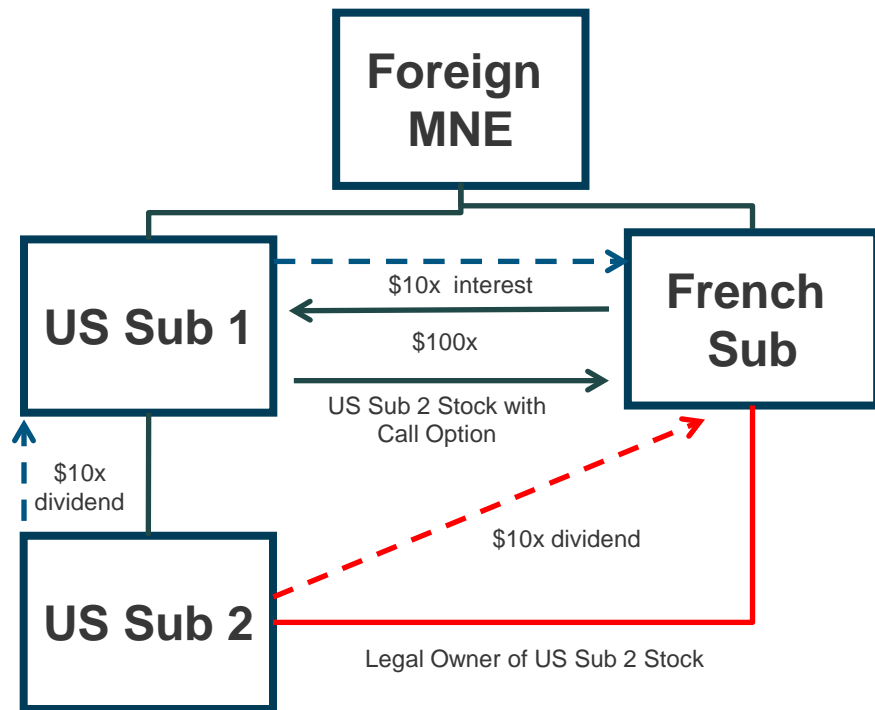 Foreign
MNE
US Sub 1
French
Sub
$10x interest
$100x
US Sub 2 Stock with
Call Option
$10x
dividend
$10x dividend
US Sub 2
Legal Owner of US Sub 2 Stock